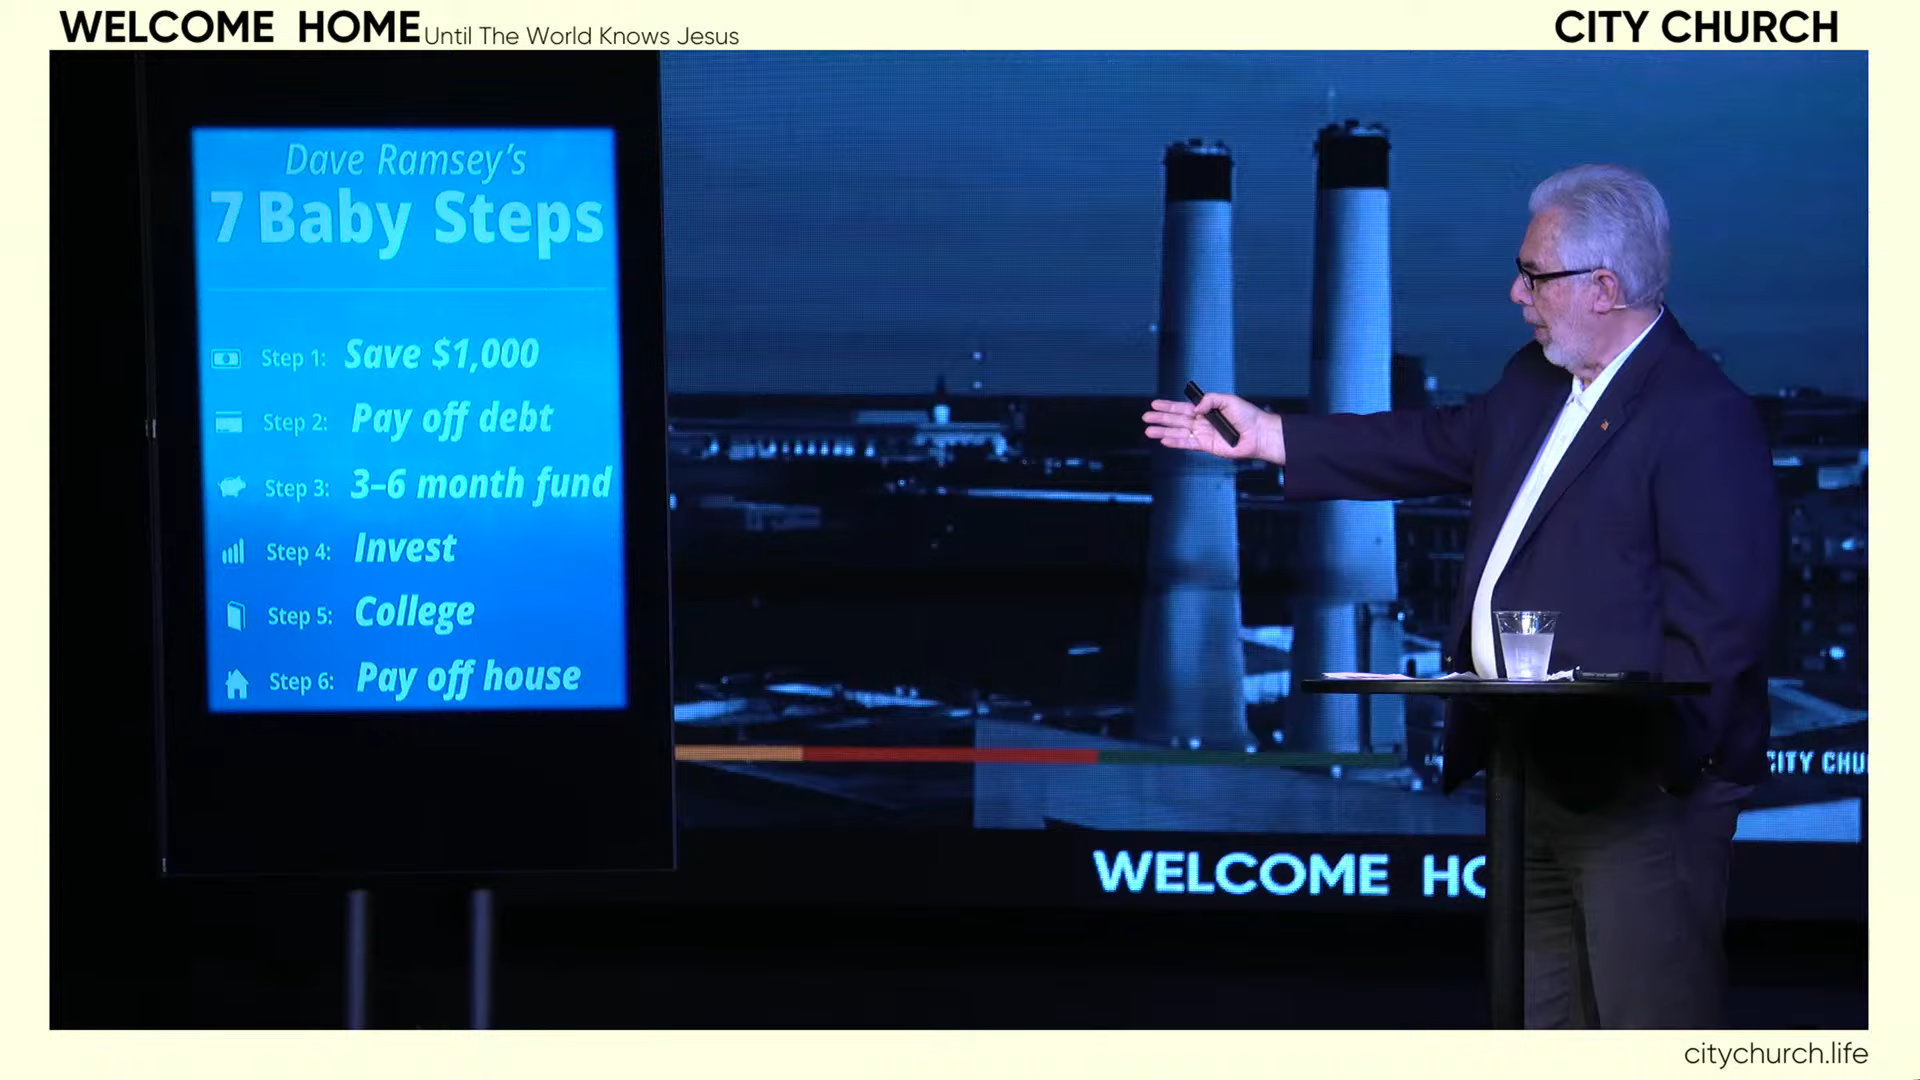 WELCOME HOME Until The World Knows Jesus
CITY CHURCH
Dave Ramsey's
7 Baby Steps
Step 1: Save $1,000
Step 2: Pay off debt
Step 3: 3–6 month fund
Step 4: Invest
Step 5: College
Step 6: Pay off house
CITY CHU
WELCOME HO
citychurch.life